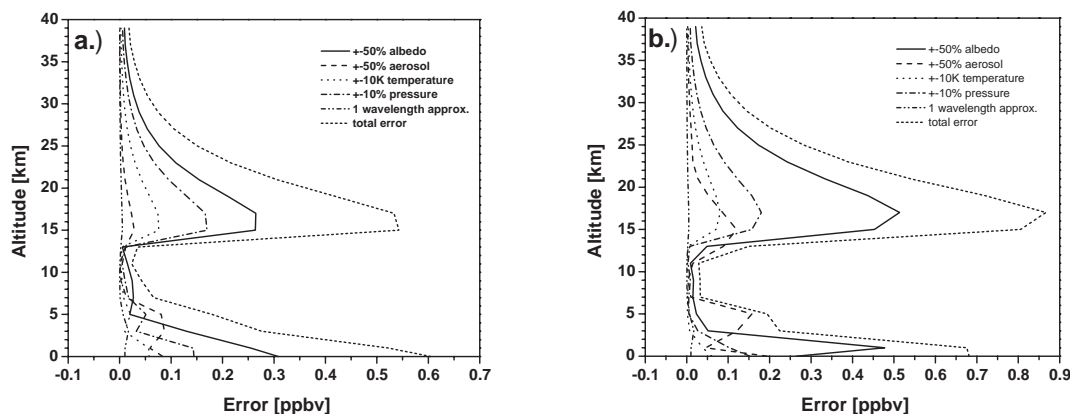 a.)
+-50% albedo
+-50% aerosol
+-10K temperature
+-10% pressure
1 wavelength approx.
total error
Altitude [km]
40
35
30
25
20
15
10
5
0
-0.1 0.0 0.1 0.2 0.3 0.4 0.5 0.6 0.7
Error [ppbv]
b.)
+-50% albedo
+-50% aerosol
+-10K temperature
+-10% pressure
1 wavelength approx.
total error
Altitude [km]
40
35
30
25
20
15
10
5
0
-0.1 0.0 0.1 0.2 0.3 0.4 0.5 0.6 0.7 0.8 0.9
Error [ppbv]